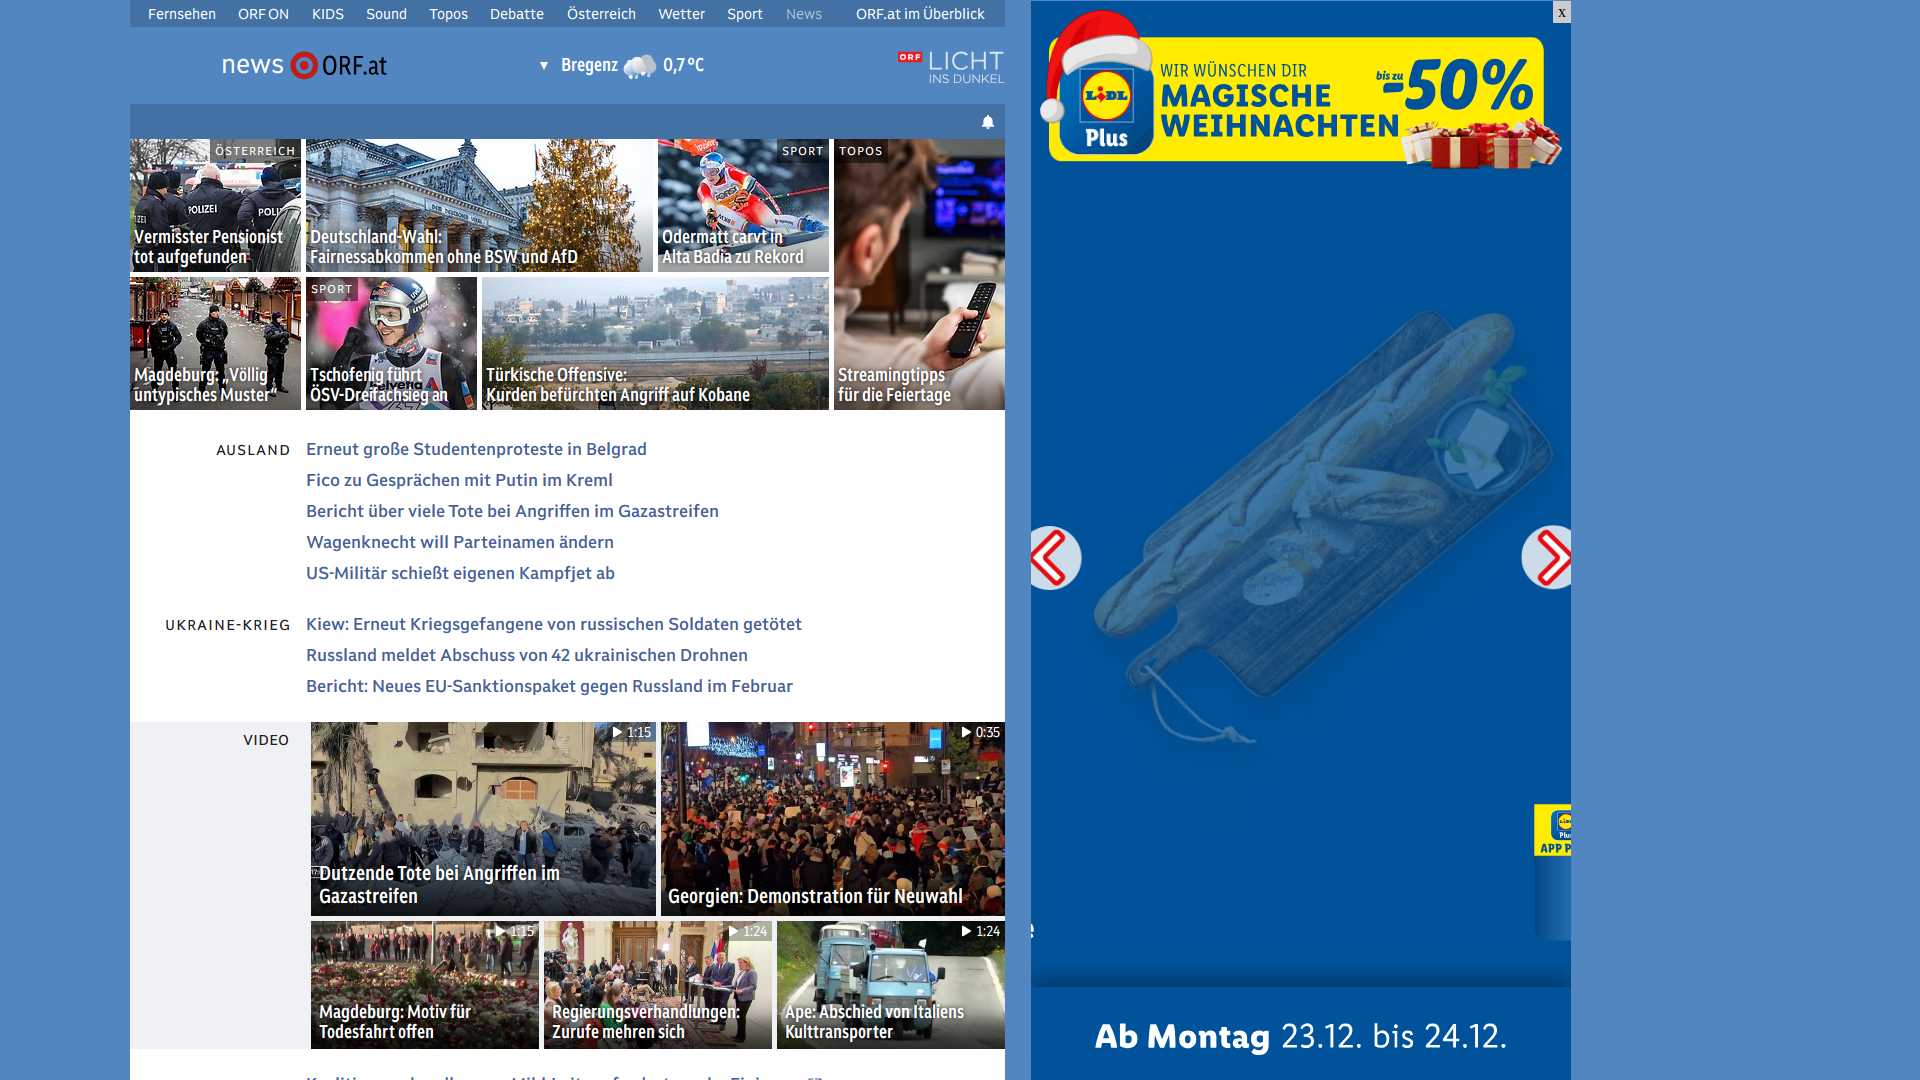 Fernsehen ORF ON KIDS Sound Topos Debatte Österreich Wetter Sport News ORF.at im Überblick
news ORF.at
▼ Bregenz 0,7 °C
ORF LICHT
INS DUNKEL
ÖSTERREICH
POLIZEI
Vermisster Pensionist
tot aufgefunden
Deutschland-Wahl:
Fairnessabkommen ohne BSW und AfD
SPORT
Odermatt carvt in
Alta Badia zu Rekord
TOPOS
Streamingtipps
für die Feiertage
Magdeburg: „Völlig
untypisches Muster“
SPORT
Tschofenig führt
ÖSV-Dreifachsieg an
Türkische Offensive:
Kurden befürchten Angriff auf Kobane
AUSLAND
Erneut große Studentenproteste in Belgrad
Fico zu Gesprächen mit Putin im Kreml
Bericht über viele Tote bei Angriffen im Gazastreifen
Wagenknecht will Parteinamen ändern
US-Militär schießt eigenen Kampfjet ab
UKRAINE-KRIEG
Kiew: Erneut Kriegsgefangene von russischen Soldaten getötet
Russland meldet Abschuss von 42 ukrainischen Drohnen
Bericht: Neues EU-Sanktionspaket gegen Russland im Februar
VIDEO
1:15
Dutzende Tote bei Angriffen im
Gazastreifen
0:35
Georgien: Demonstration für Neuwahl
1:15
Magdeburg: Motiv für
Todesfahrt offen
1:24
Regierungsverhandlungen:
Zurufe mehren sich
1:24
Ape: Abschied von Italiens
Kulttransporter
x
LIDL
Plus
WIR WÜNSCHEN DIR
MAGISCHE
WEIHNACHTEN
bis zu
-50%
APP P
Ab Montag 23.12. bis 24.12.